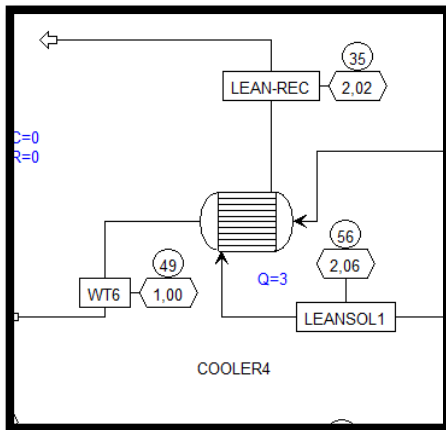 35
LEAN-REC
2,02
C=0
R=0
56
2,06
49
WT6
1,00
Q=3
LEANSOL1
COOLER4